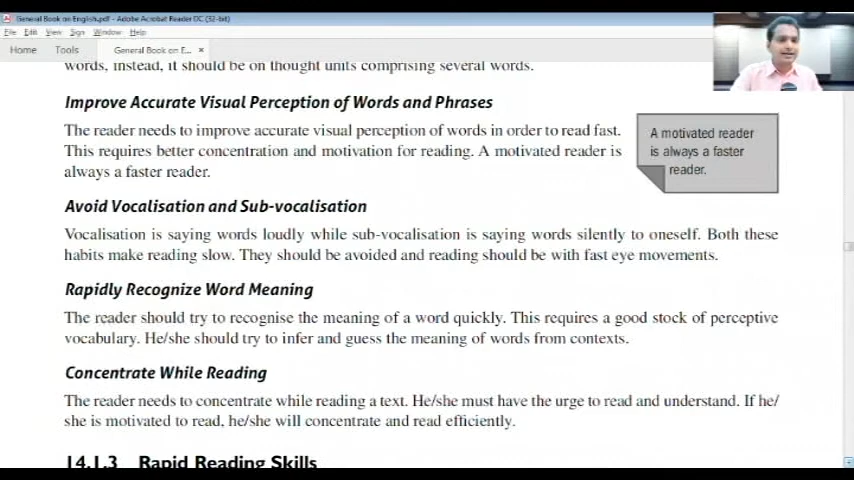 General Book on English.pdf - Adobe Acrobat Reader DC (32-bit)
File Edit View Sign Window Help
Home Tools General Book on E... ×
words, instead, it should be on thought units comprising several words.
Improve Accurate Visual Perception of Words and Phrases
The reader needs to improve accurate visual perception of words in order to read fast.
This requires better concentration and motivation for reading. A motivated reader is
always a faster reader.
A motivated reader
is always a faster
reader.
Avoid Vocalisation and Sub-vocalisation
Vocalisation is saying words loudly while sub-vocalisation is saying words silently to oneself. Both these
habits make reading slow. They should be avoided and reading should be with fast eye movements.
Rapidly Recognize Word Meaning
The reader should try to recognise the meaning of a word quickly. This requires a good stock of perceptive
vocabulary. He/she should try to infer and guess the meaning of words from contexts.
Concentrate While Reading
The reader needs to concentrate while reading a text. He/she must have the urge to read and understand. If he/
she is motivated to read, he/she will concentrate and read efficiently.
14.1.3 Rapid Reading Skills